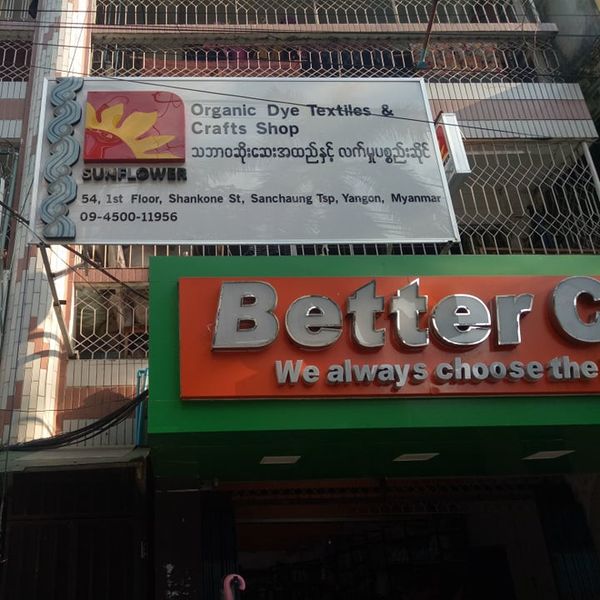 Organic Dye Textiles &
Crafts Shop
သဘာဝဆိုးဆေးအထည်နှင့် လက်မှုပစ္စည်းဆိုင်
SUNFLOWER
54, 1st Floor, Shankone St, Sanchaung Tsp, Yangon, Myanmar
09-4500-11956
Better C
We always choose the